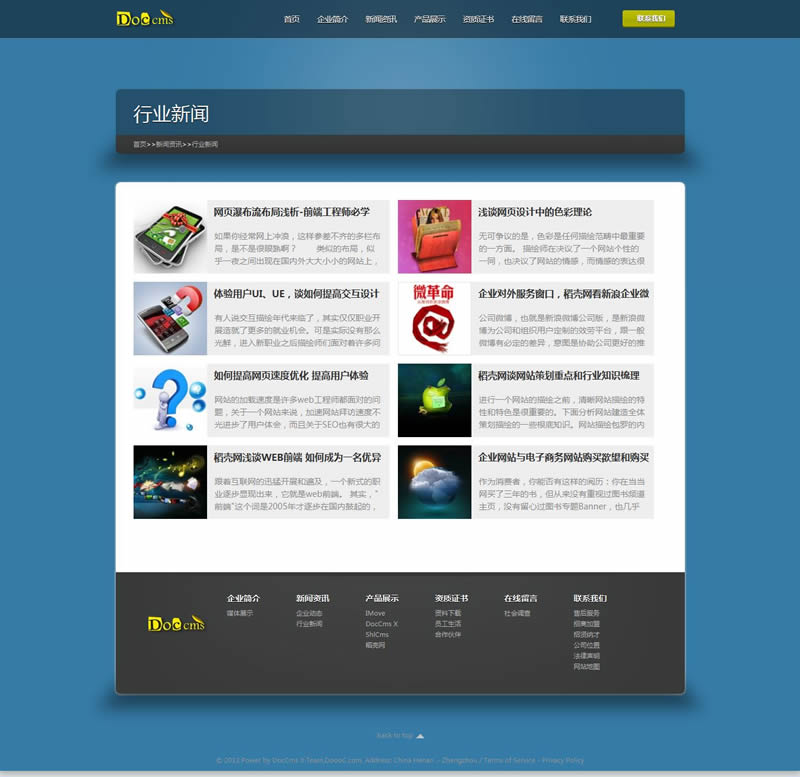 Doccms
首页 企业简介 新闻资讯 产品展示 资质证书 在线留言 联系我们 联系我们
行业新闻
首页>>新闻资讯>>行业新闻
网页瀑布流布局浅析-前端工程师必学
如果你经常网上冲浪，这样参差不齐的多栏布
局，是不是很眼熟啊？ 类似的布局，似
乎一夜之间出现在国内外大大小小的网站上，
浅谈网页设计中的色彩理论
无可争议的是，色彩是任何描绘范畴中最重要
的一方面。 描绘师在决议了一个网站个性的
一同，也决议了网站的情感，而情感的表达很
体验用户UI、UE，谈如何提高交互设计
有人说交互描绘年代来临了，其实仅仅职业开
展造就了更多的就业机会。可是实际没有那么
光鲜，进入新职业之后描绘师们面对着许多问
微革命
企业对外服务窗口，稻壳网看新浪企业微
公司微博，也就是新浪微博公司版，是新浪微
博为公司和组织用户定制的效劳平台，跟一般
微博有必定的差异，意图是协助公司更好的推
如何提高网页速度优化 提高用户体验
网站的加载速度是许多web工程师都面对的问
题，关于一个网站来说，加速网站拜访速度不
光进步了用户体会，而且关于SEO也有很大的
稻壳网谈网站策划重点和行业知识梳理
进行一个网站的描绘之前，清晰网站描绘的特
性和特色是很重要的。下面分析网站建造全体
策划描绘的一些根底知识。网站描绘包罗的内
稻壳网浅谈WEB前端 如何成为一名优异
跟着互联网的迅猛开展和遍及，一个新式的职
业逐步显现出来，它就是web前端。 其实，"
前端"这个词是2005年才逐步在国内鼓起的，
企业网站与电子商务网站购买欲望和购买
作为消费者，你能否有这样的阅历：你在当当
网买了三年的书，但从来没有重视过图书频道
主页，没有留心过图书专题Banner，也几乎
Doccms
企业简介 新闻资讯 产品展示 资质证书 在线留言 联系我们
媒体展示 企业动态 IMove 资料下载 社会调查 售后服务
行业新闻 DocCms X 员工生活 招商加盟
ShlCms 合作伙伴 招贤纳才
稻壳网 公司位置
法律声明
网站地图
back to top
© 2013 Power by DocCms X-Team,DoooC.com. Address: China Henan - Zhengzhou / Terms of Service - Privacy Policy